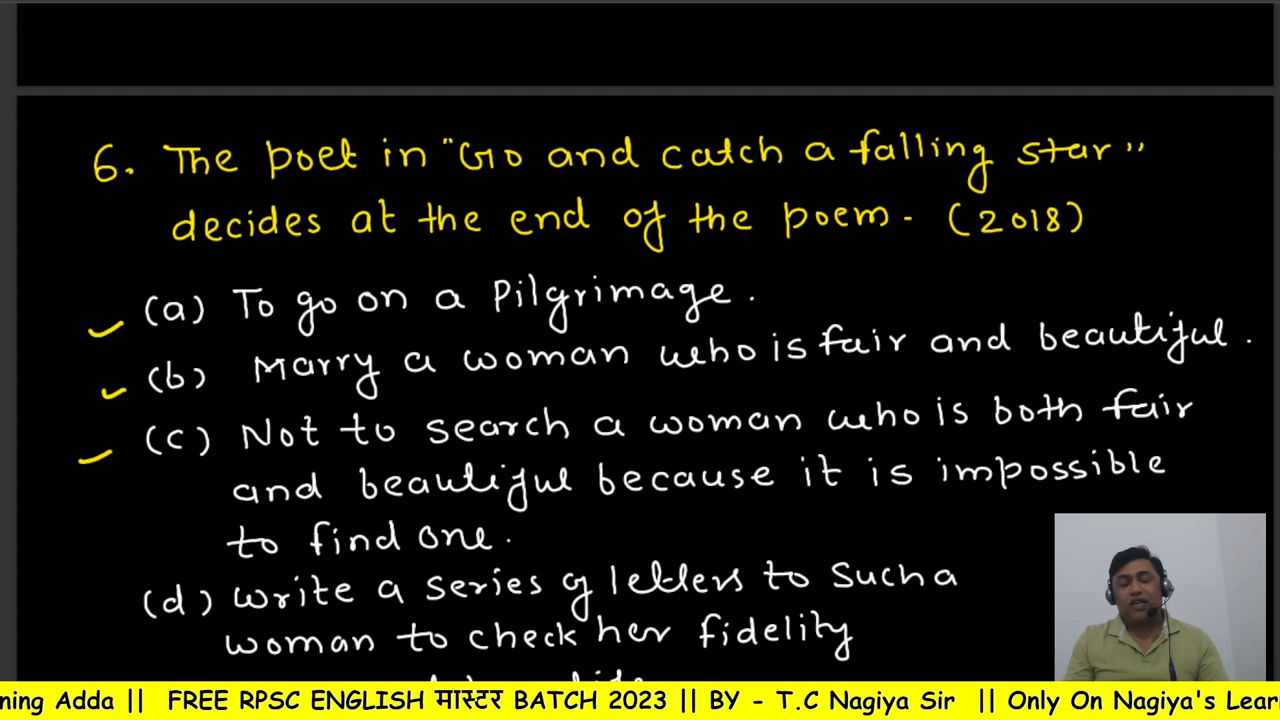 6. The poet in "Go and catch a falling star"
decides at the end of the poem - (2018)
(a) To go on a Pilgrimage.
(b) Marry a woman who is fair and beautiful.
(c) Not to search a woman who is both fair
and beautiful because it is impossible
to find one.
(d) Write a series of letters to such a
woman to check her fidelity
ning Adda || FREE RPSC ENGLISH मास्टर BATCH 2023 || BY - T.C Nagiya Sir || Only On Nagiya's Lear